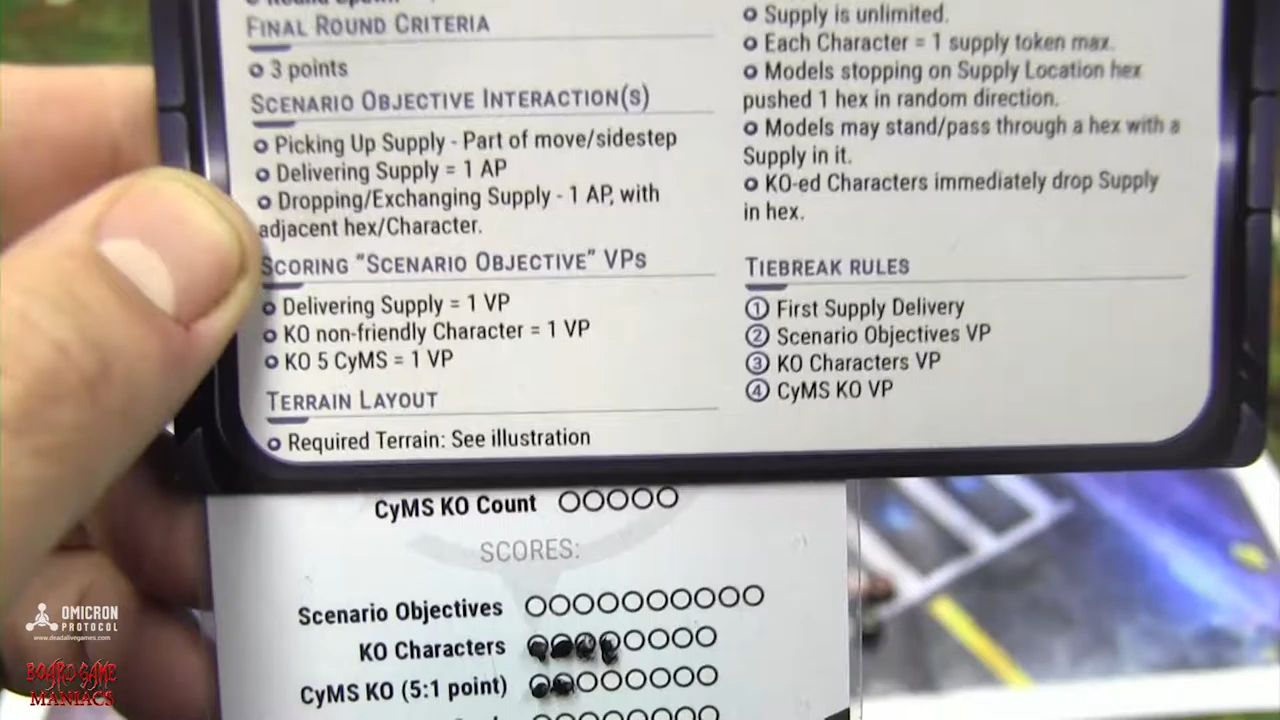 FINAL ROUND CRITERIA
3 points
SCENARIO OBJECTIVE INTERACTION(S)
Picking Up Supply - Part of move/sidestep
Delivering Supply = 1 AP
Dropping/Exchanging Supply - 1 AP, with
adjacent hex/Character.
SCORING "SCENARIO OBJECTIVE" VPS
Delivering Supply = 1 VP
KO non-friendly Character = 1 VP
KO 5 CyMS = 1 VP
TERRAIN LAYOUT
Required Terrain: See illustration
Supply is unlimited.
Each Character = 1 supply token max.
Models stopping on Supply Location hex
pushed 1 hex in random direction.
Models may stand/pass through a hex with a
Supply in it.
KO-ed Characters immediately drop Supply
in hex.
TIEBREAK RULES
1 First Supply Delivery
2 Scenario Objectives VP
3 KO Characters VP
4 CyMS KO VP
CyMS KO Count
SCORES:
Scenario Objectives
KO Characters
CyMS KO (5:1 point)
OMICRON
PROTOCOL
www.deadalivegames.com
BOARD GAME
MANIACS